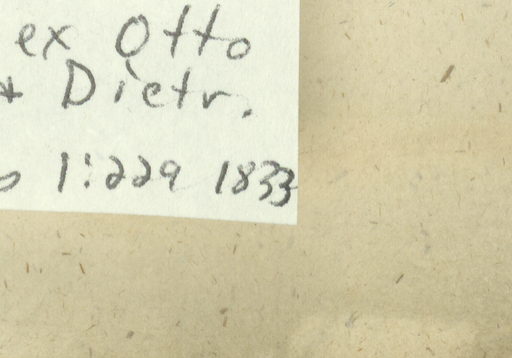 ex Otto
+ Dietr.
1:229 1833